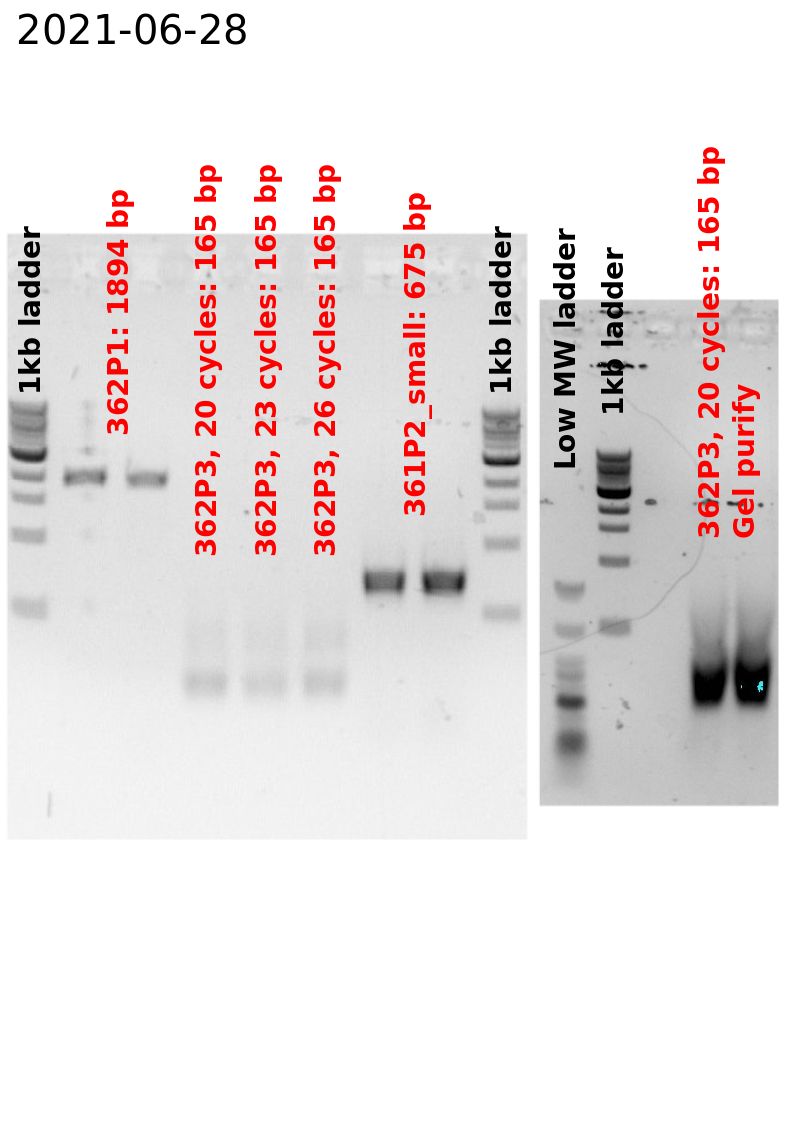 2021-06-28
1kb ladder
362P1: 1894 bp
362P3, 20 cycles: 165 bp
362P3, 23 cycles: 165 bp
362P3, 26 cycles: 165 bp
361P2_small: 675 bp
1kb ladder
Low MW ladder
1kb ladder
362P3, 20 cycles: 165 bp
Gel purify